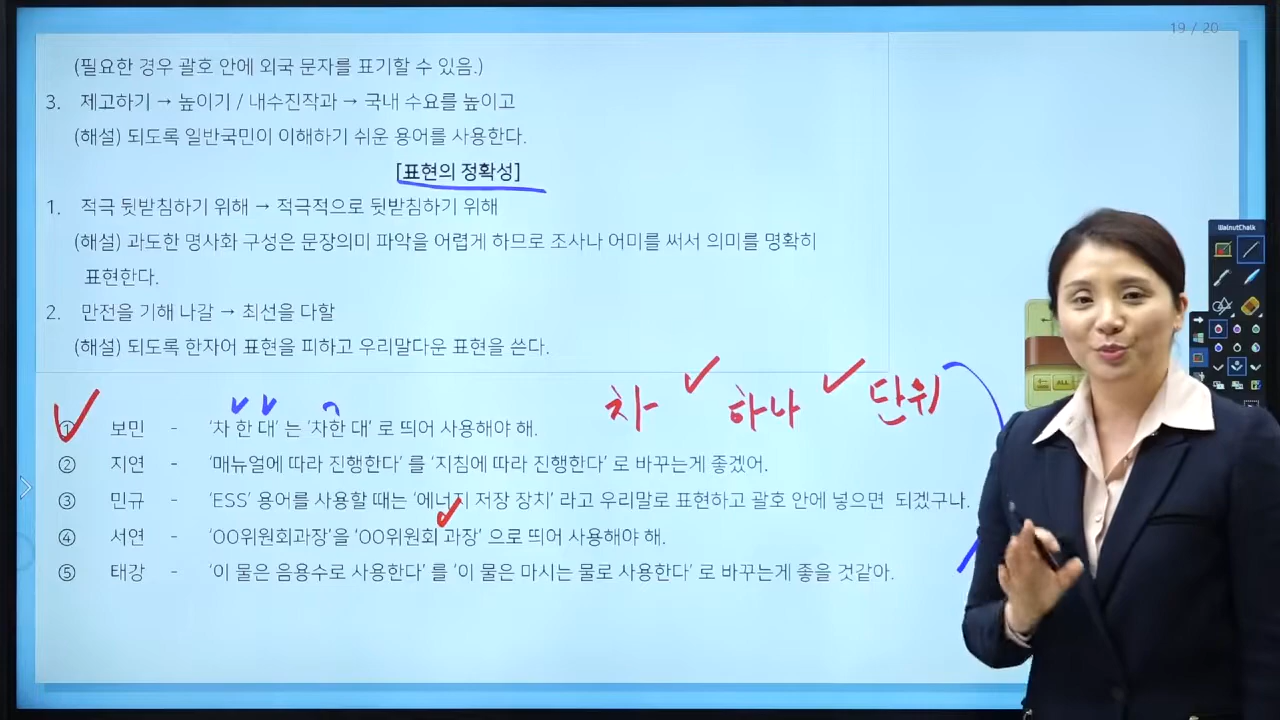 19 / 20
(필요한 경우 괄호 안에 외국 문자를 표기할 수 있음.)
3. 제고하기 → 높이기 / 내수진작과 → 국내 수요를 높이고
(해설) 되도록 일반국민이 이해하기 쉬운 용어를 사용한다.
[표현의 정확성]
1. 적극 뒷받침하기 위해 → 적극적으로 뒷받침하기 위해
(해설) 과도한 명사화 구성은 문장의미 파악을 어렵게 하므로 조사나 어미를 써서 의미를 명확히
표현한다.
2. 만전을 기해 나갈 → 최선을 다할
(해설) 되도록 한자어 표현을 피하고 우리말다운 표현을 쓴다.
차 하나 단위
① 보민 - '차 한 대' 는 '차한 대' 로 띄어 사용해야 해.
② 지연 - '매뉴얼에 따라 진행한다' 를 '지침에 따라 진행한다' 로 바꾸는게 좋겠어.
③ 민규 - 'ESS' 용어를 사용할 때는 '에너지 저장 장치' 라고 우리말로 표현하고 괄호 안에 넣으면 되겠구나.
④ 서연 - 'OO위원회과장'을 'OO위원회 과장' 으로 띄어 사용해야 해.
⑤ 태강 - '이 물은 음용수로 사용한다' 를 '이 물은 마시는 물로 사용한다' 로 바꾸는게 좋을 것같아.
WalnutChalk
ALL